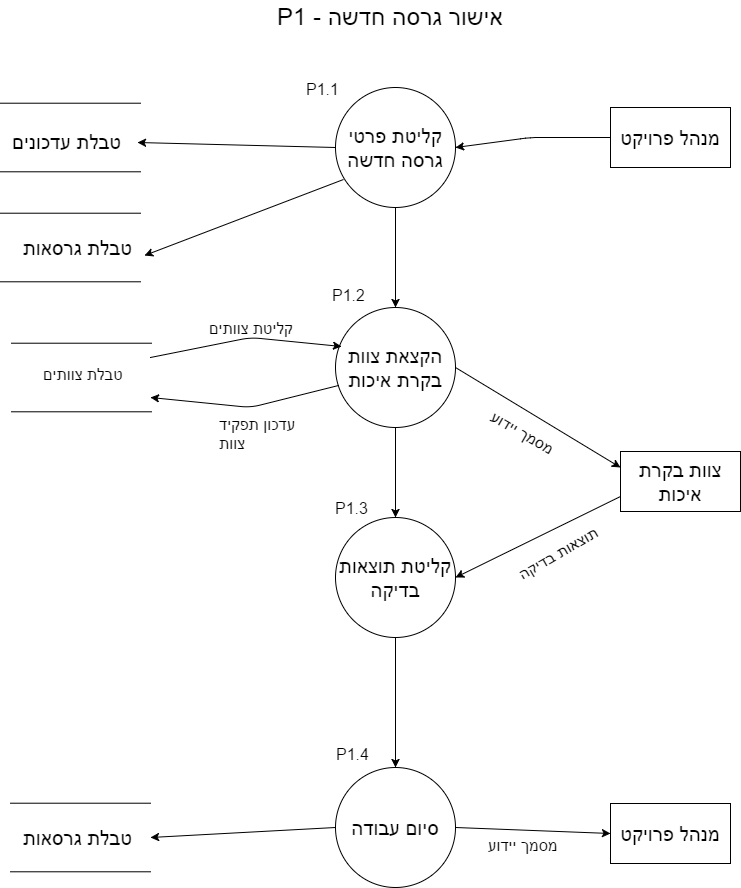 אישור גרסה חדשה - P1
P1.1
קליטת פרטי
גרסה חדשה
מנהל פרויקט
טבלת עדכונים
טבלת גרסאות
P1.2
קליטת צוותים
הקצאת צוות
בקרת איכות
טבלת צוותים
עדכון תפקיד
צוות
מסמך יידוע
צוות בקרת
איכות
P1.3
תוצאות בדיקה
קליטת תוצאות
בדיקה
P1.4
סיום עבודה
מנהל פרויקט
טבלת גרסאות
מסמך יידוע